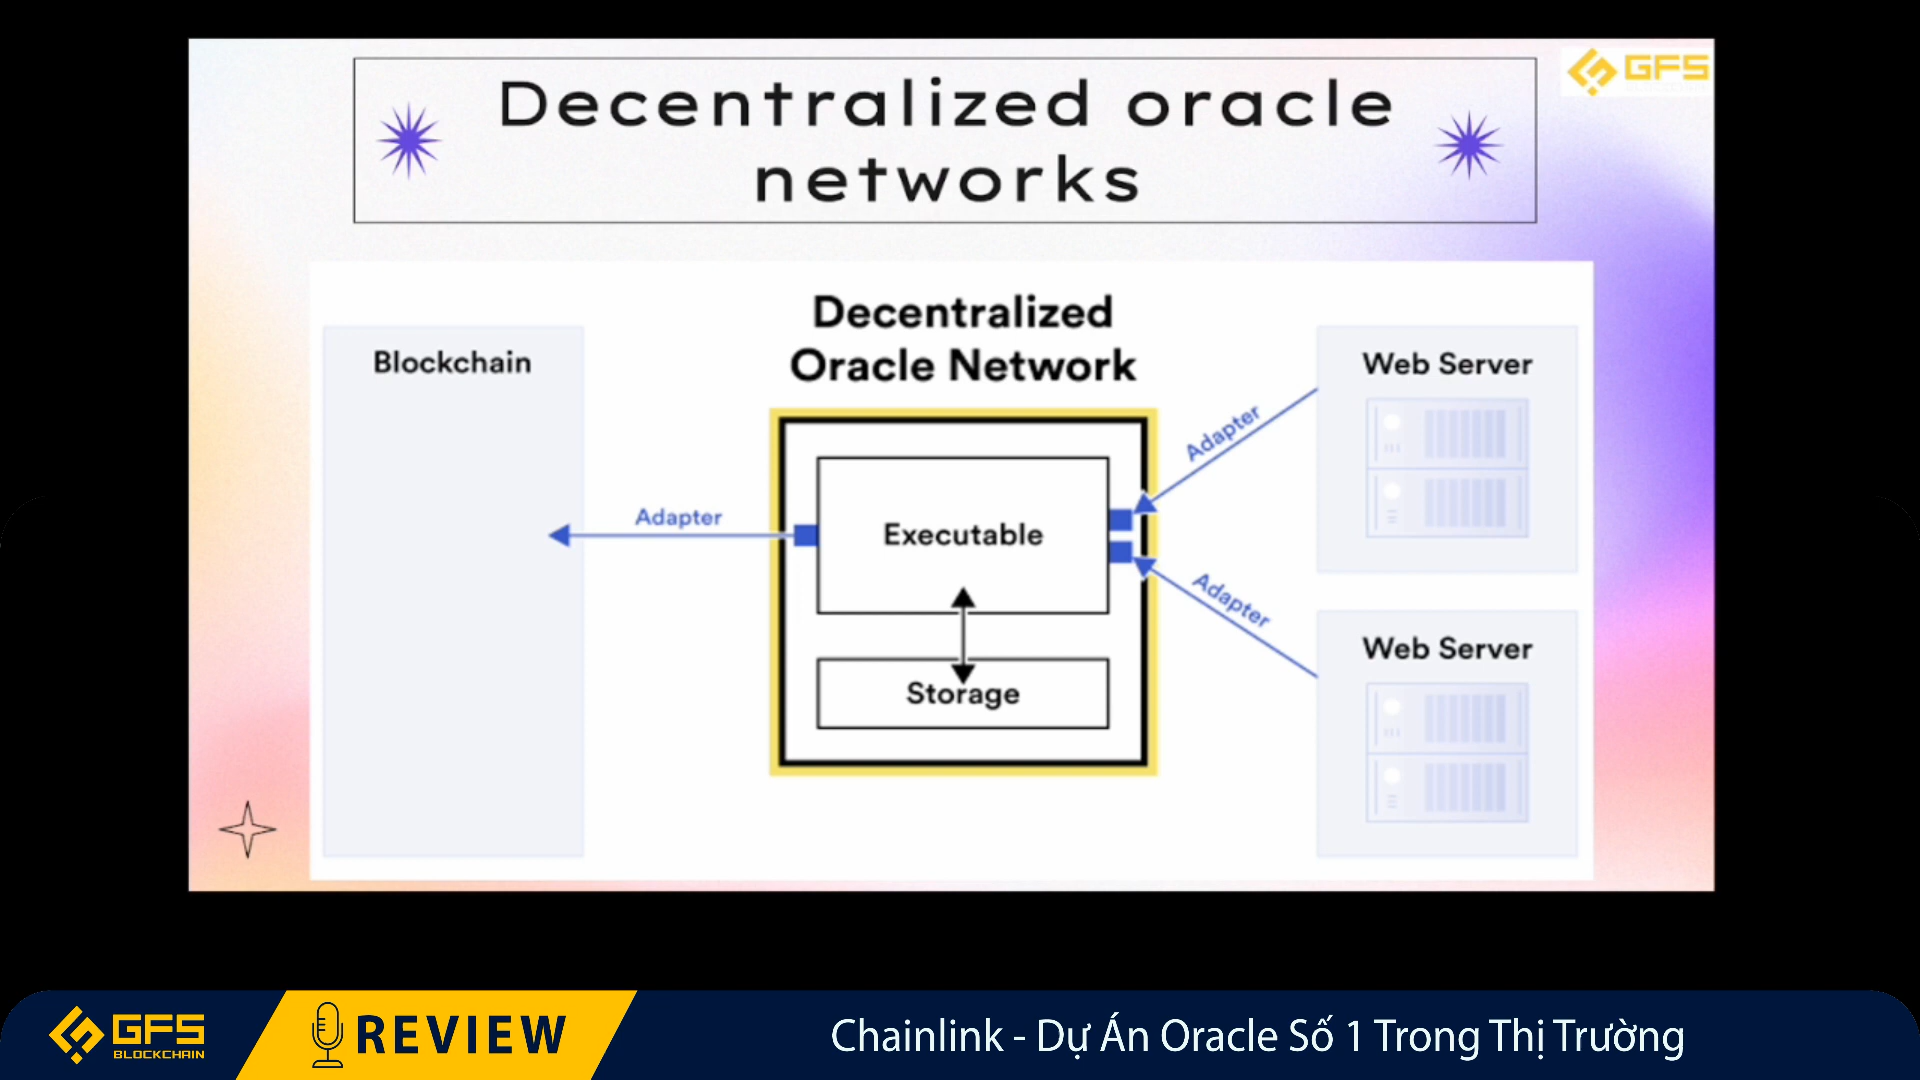 GFS
Decentralized oracle
networks
Decentralized
Oracle Network
Blockchain
Web Server
Adapter
Adapter
Executable
Adapter
Storage
Web Server
GFS
BLOCKCHAIN
REVIEW
Chainlink - Dự Án Oracle Số 1 Trong Thị Trường